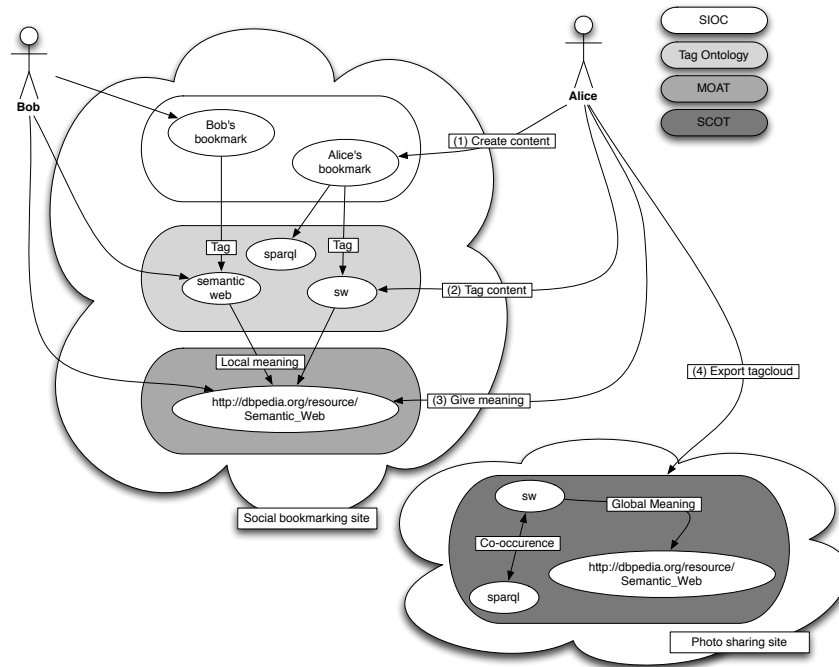 SIOC
Tag Ontology
MOAT
SCOT
Bob
Alice
Bob's
bookmark
Alice's
bookmark
(1) Create content
Tag
Tag
sparql
semantic
web
sw
(2) Tag content
Local meaning
http://dbpedia.org/resource/
Semantic_Web
(3) Give meaning
(4) Export tagcloud
Social bookmarking site
sw
Global Meaning
Co-occurence
http://dbpedia.org/resource/
Semantic_Web
sparql
Photo sharing site